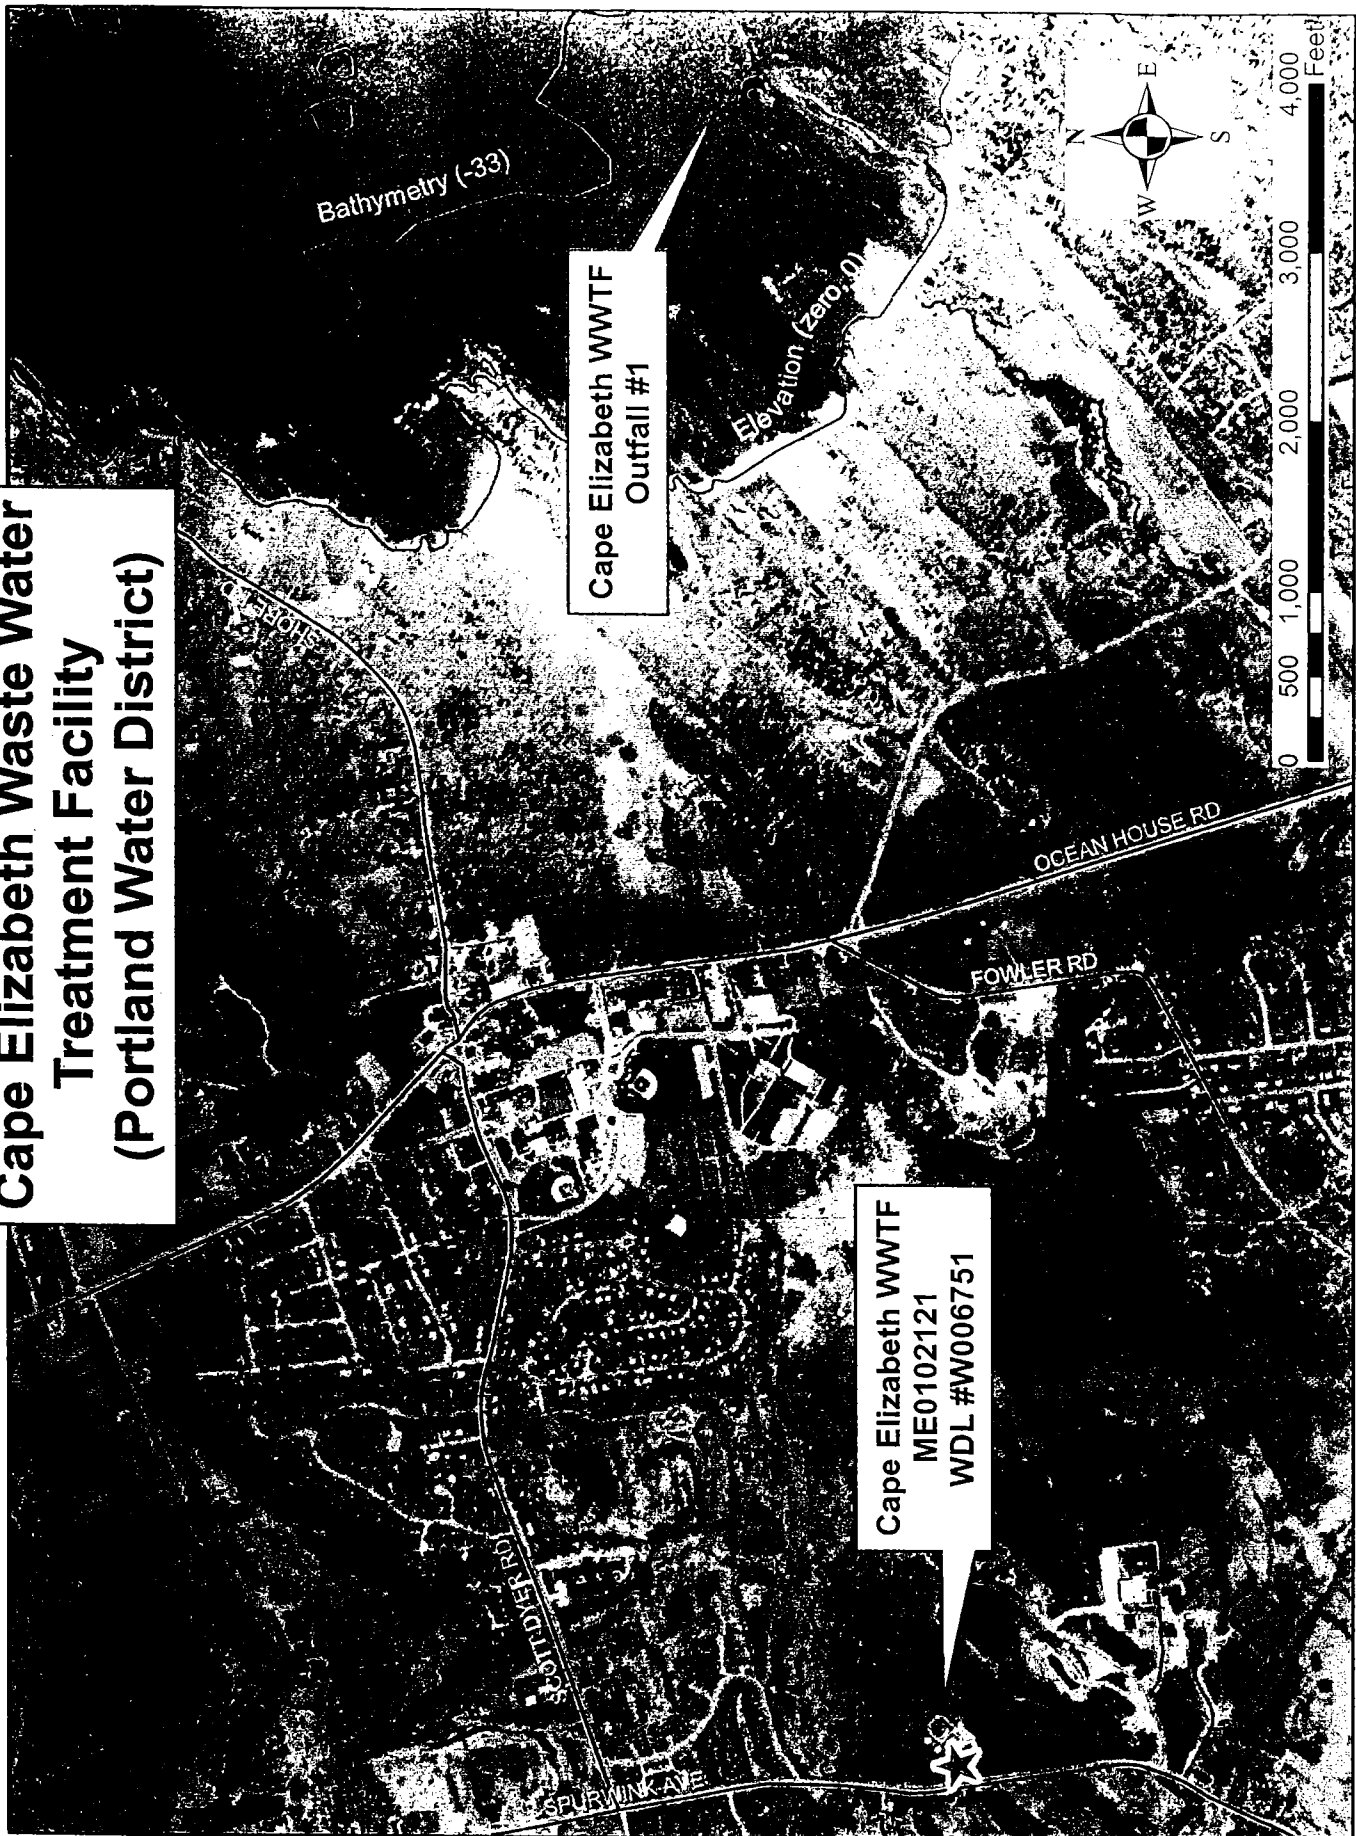 Cape Elizabeth Waste Water
Treatment Facility
(Portland Water District)
Bathymetry (-33)
Cape Elizabeth WWTF
Outfall #1
Elevation (zero, 0)
SHORE RD
OCEAN HOUSE RD
FOWLER RD
SCOTT DYER RD
SPURWINK AVE
Cape Elizabeth WWTF
ME0102121
WDL #W006751
N
W
E
S
0 500 1,000 2,000 3,000 4,000
Feet